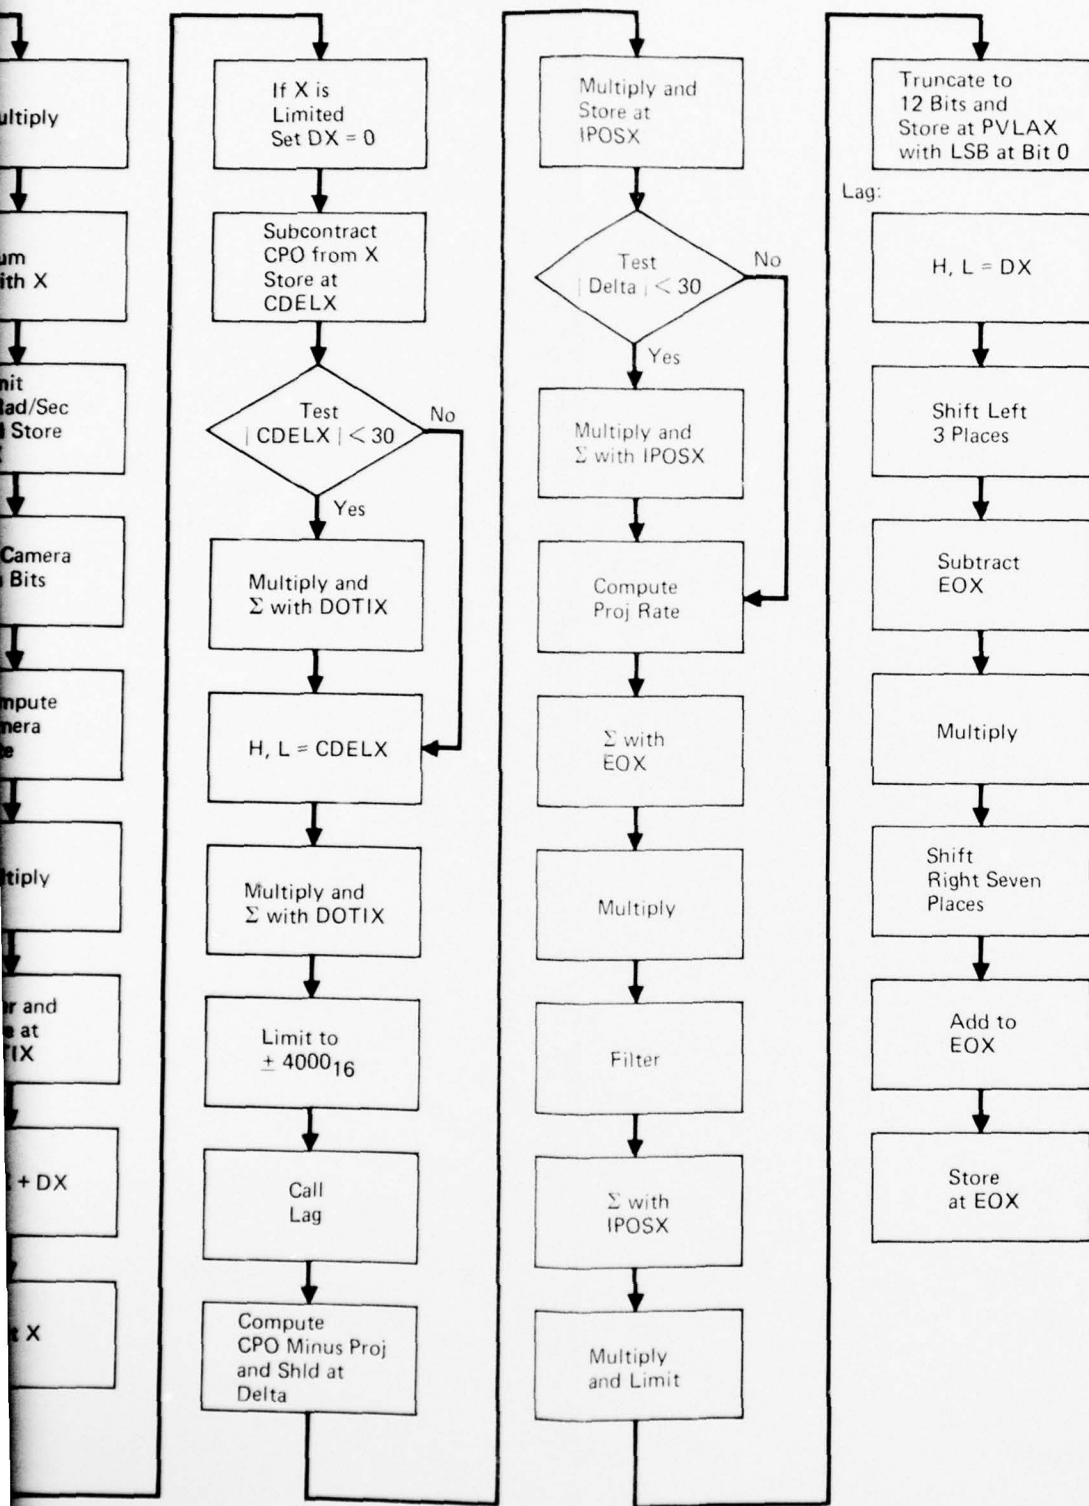 ultiply
ith X
ad/Sec
Store
Camera
Bits
mpute
mera
tiply
and
at
+ DX
X
If X is
Limited
Set DX = 0
Subcontract
CPO from X
Store at
CDELX
Test
| CDELX | < 30
No
Yes
Multiply and
Σ with DOTIX
H, L = CDELX
Multiply and
Σ with DOTIX
Limit to
± 4000₁₆
Call
Lag
Compute
CPO Minus Proj
and Shld at
Delta
Multiply and
Store at
IPOSX
Test
| Delta | < 30
No
Yes
Multiply and
Σ with IPOSX
Compute
Proj Rate
Σ with
EOX
Multiply
Filter
Σ with
IPOSX
Multiply
and Limit
Truncate to
12 Bits and
Store at PVLAX
with LSB at Bit 0
Lag:
H, L = DX
Shift Left
3 Places
Subtract
EOX
Multiply
Shift
Right Seven
Places
Add to
EOX
Store
at EOX